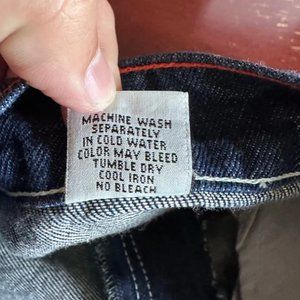 MACHINE WASH
SEPARATELY
IN COLD WATER
COLOR MAY BLEED
TUMBLE DRY
COOL IRON
NO BLEACH